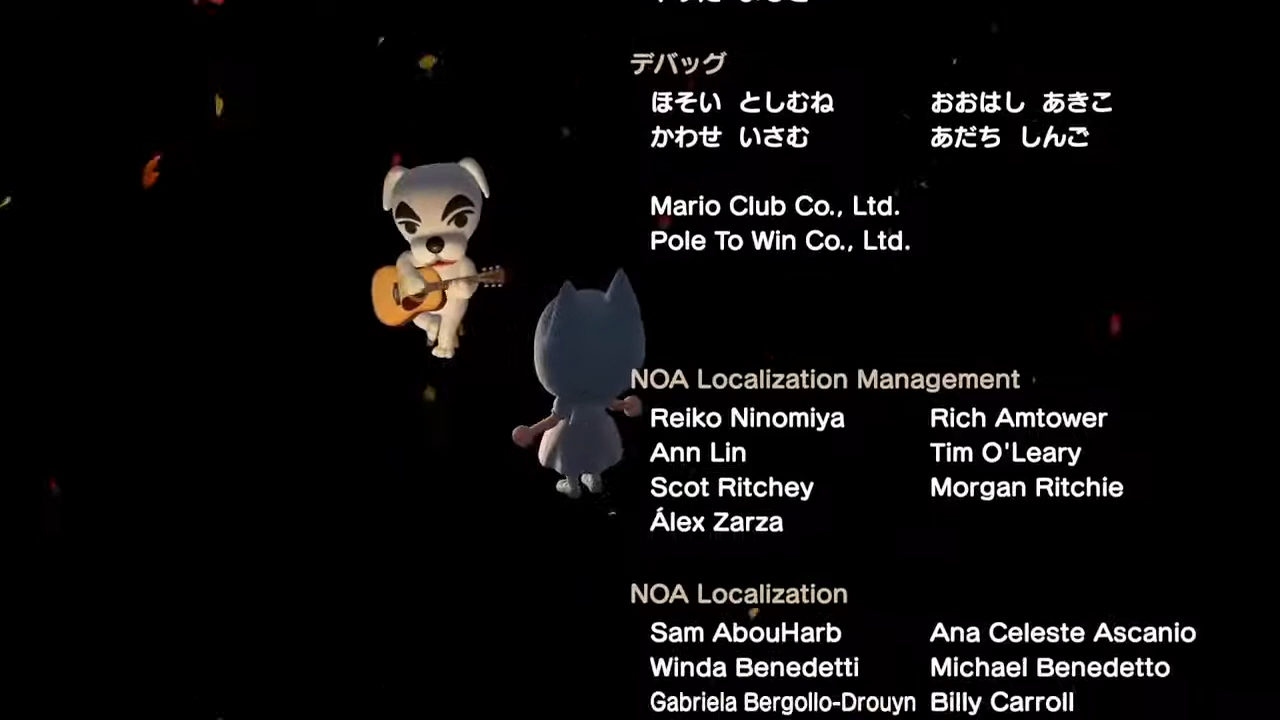 デバッグ
ほそい としむね おおはし あきこ
かわせ いさむ あだち しんご
Mario Club Co., Ltd.
Pole To Win Co., Ltd.
NOA Localization Management
Reiko Ninomiya Rich Amtower
Ann Lin Tim O'Leary
Scot Ritchey Morgan Ritchie
Álex Zarza
NOA Localization
Sam AbouHarb Ana Celeste Ascanio
Winda Benedetti Michael Benedetto
Gabriela Bergollo-Drouyn Billy Carroll